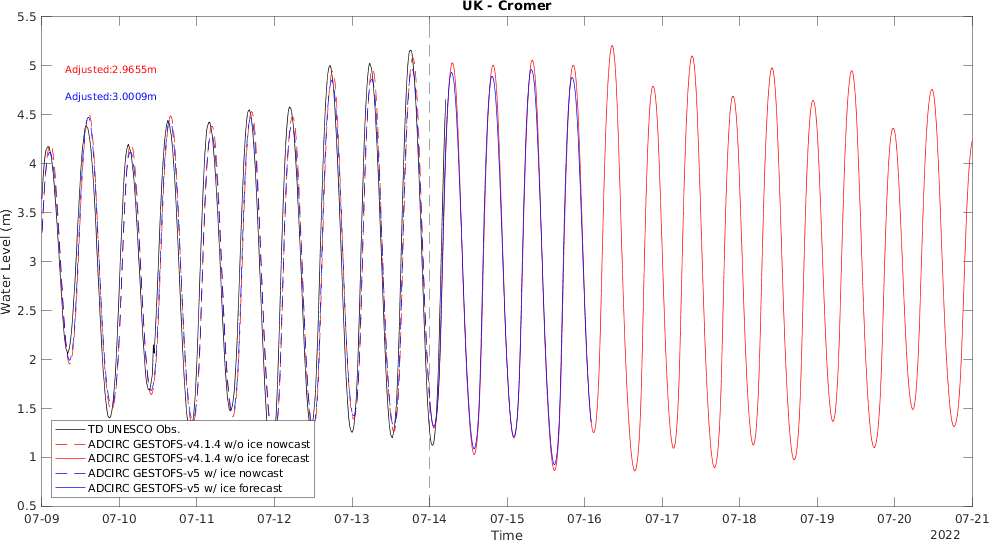 UK - Cromer
5.5
5
4.5
4
3.5
3
2.5
2
1.5
1
0.5
Water Level (m)
Adjusted:2.9655m
Adjusted:3.0009m
TD UNESCO Obs.
ADCIRC GESTOFS-v4.1.4 w/o ice nowcast
ADCIRC GESTOFS-v4.1.4 w/o ice forecast
ADCIRC GESTOFS-v5 w/ ice nowcast
ADCIRC GESTOFS-v5 w/ ice forecast
07-09 07-10 07-11 07-12 07-13 07-14 07-15 07-16 07-17 07-18 07-19 07-20 07-21
Time
2022